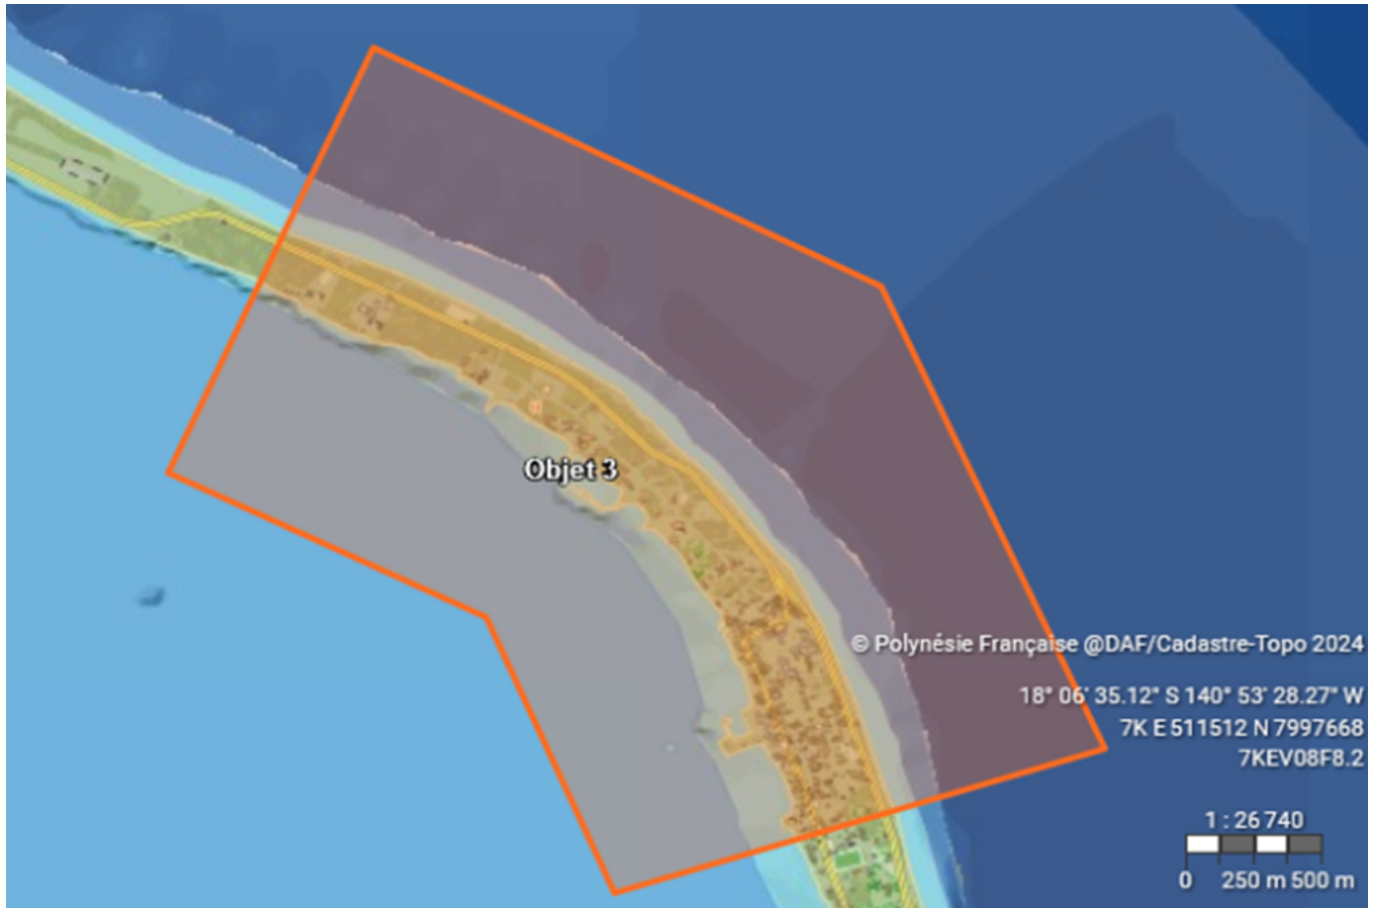 Objet 3
© Polynésie Française @DAF/Cadastre-Topo 2024
18° 06' 35.12" S 140° 53' 28.27" W
7K E 511512 N 7997668
7KEV08F8.2
1 : 26 740
0 250 m 500 m